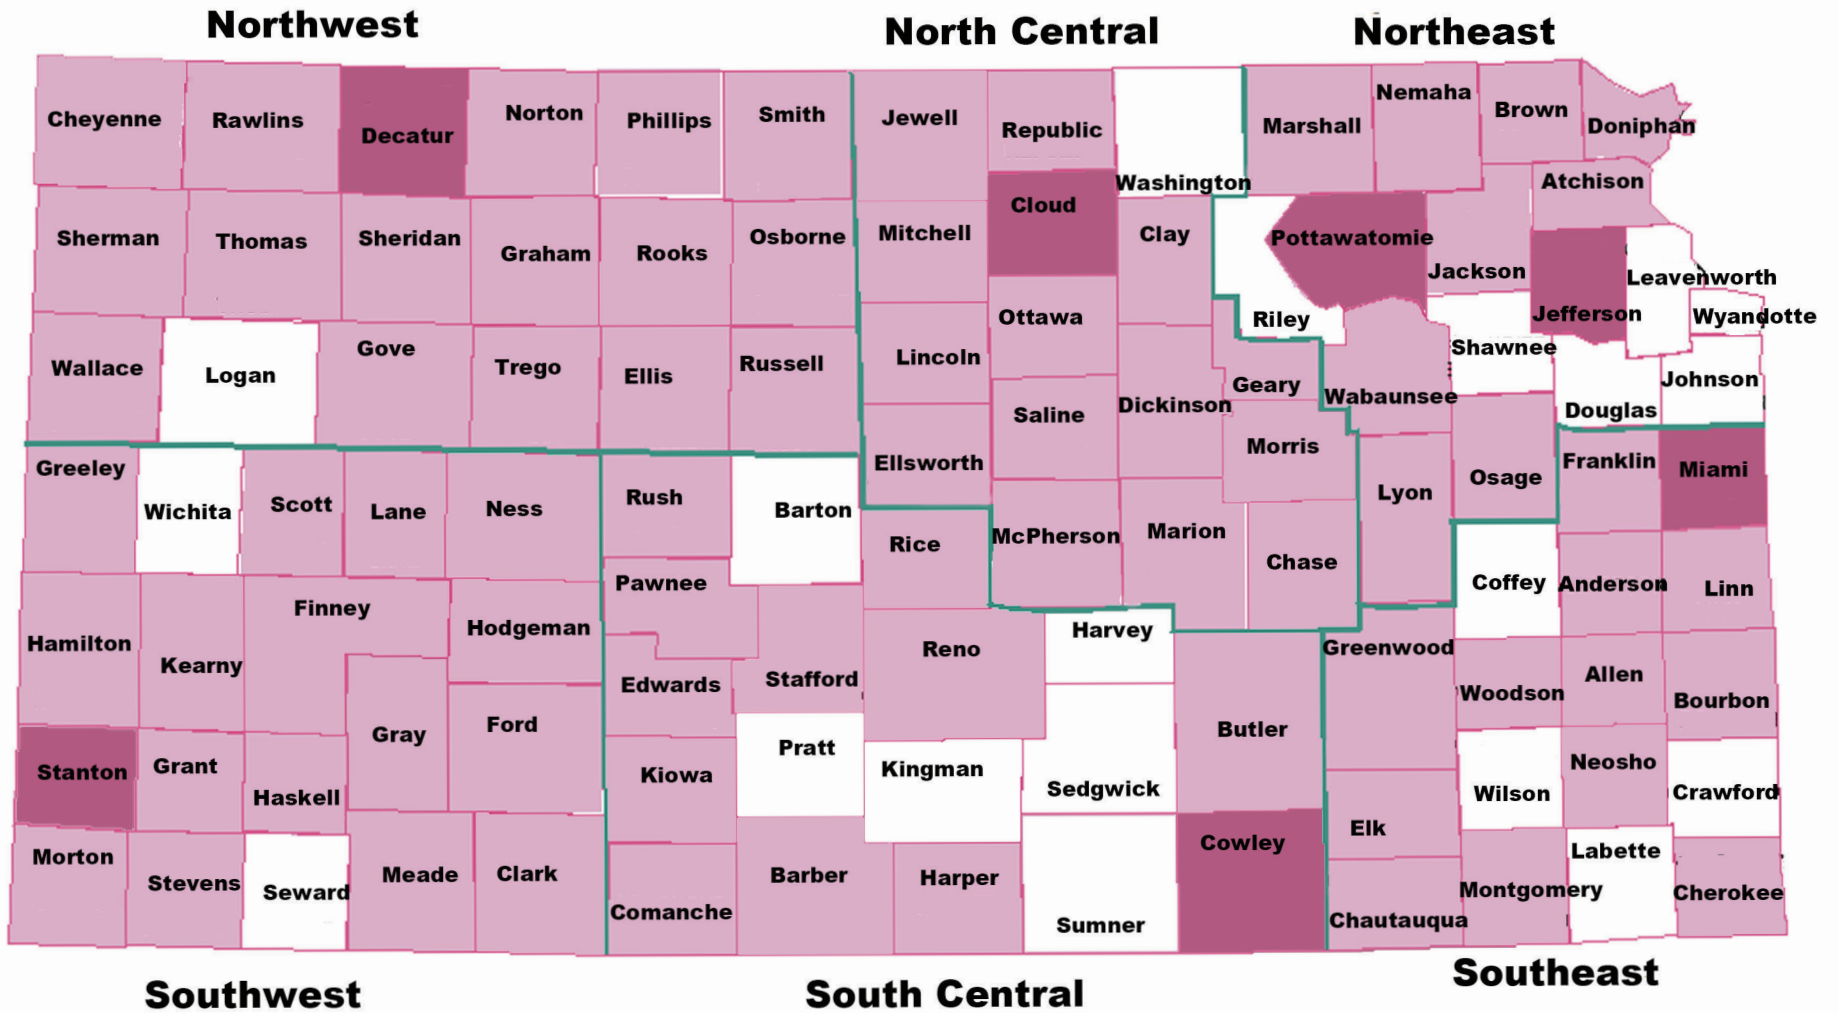 Northwest
North Central
Northeast
Cheyenne
Rawlins
Decatur
Norton
Phillips
Smith
Jewell
Republic
Washington
Marshall
Nemaha
Brown
Doniphan
Atchison
Sherman
Thomas
Sheridan
Graham
Rooks
Osborne
Mitchell
Cloud
Clay
Pottawatomie
Jackson
Leavenworth
Jefferson
Wyandotte
Riley
Ottawa
Shawnee
Wallace
Logan
Gove
Trego
Ellis
Russell
Lincoln
Saline
Dickinson
Geary
Wabaunsee
Douglas
Johnson
Ellsworth
Morris
Greeley
Wichita
Scott
Lane
Ness
Rush
Barton
Rice
McPherson
Marion
Chase
Lyon
Osage
Franklin
Miami
Pawnee
Coffey
Anderson
Linn
Hamilton
Kearny
Finney
Hodgeman
Edwards
Stafford
Reno
Harvey
Greenwood
Woodson
Allen
Bourbon
Stanton
Grant
Haskell
Gray
Ford
Kiowa
Pratt
Kingman
Sedgwick
Butler
Elk
Wilson
Neosho
Crawford
Morton
Stevens
Seward
Meade
Clark
Comanche
Barber
Harper
Sumner
Cowley
Chautauqua
Montgomery
Labette
Cherokee
Southwest
South Central
Southeast